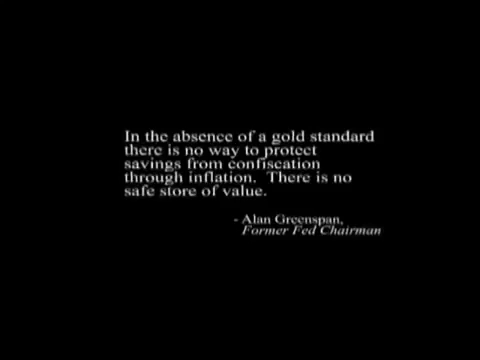 In the absence of a gold standard
there is no way to protect
savings from confiscation
through inflation.  There is no
safe store of value.
- Alan Greenspan,
Former Fed Chairman